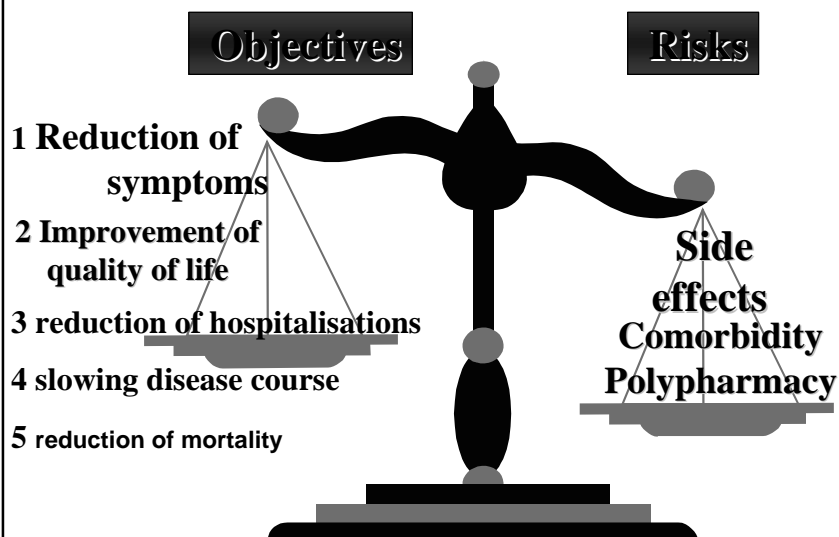 Objectives
Risks
1 Reduction of
symptoms
2 Improvement of
quality of life
3 reduction of hospitalisations
4 slowing disease course
5 reduction of mortality
Side
effects
Comorbidity
Polypharmacy